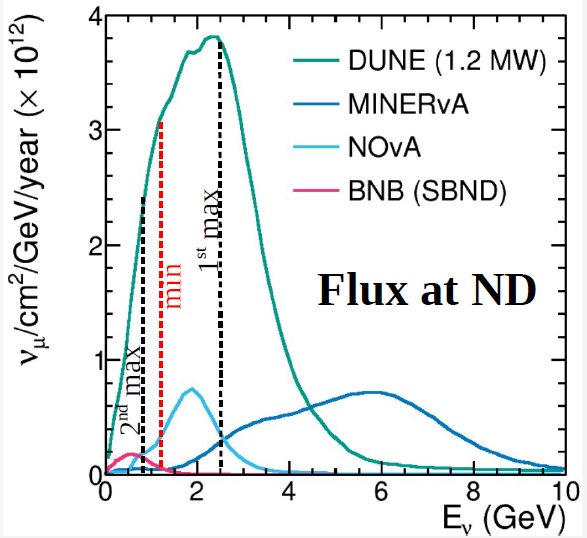 4
3
2
1
0
ν_μ/cm²/GeV/year (× 10¹²)
DUNE (1.2 MW)
MINERvA
NOvA
BNB (SBND)
2ⁿᵈ max
min
1ˢᵗ max
Flux at ND
0 2 4 6 8 10
E_ν (GeV)